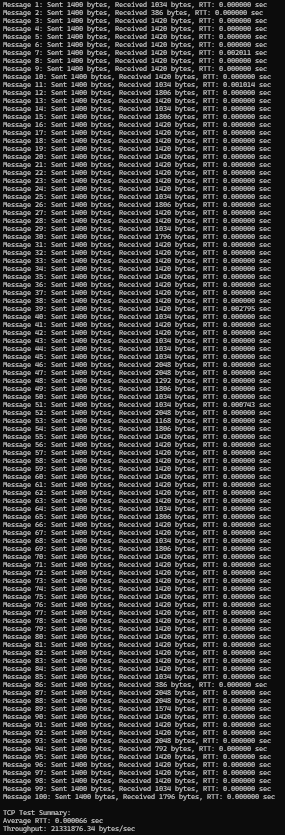 Message 1: Sent 1400 bytes, Received 1034 bytes, RTT: 0.000000 sec
Message 2: Sent 1400 bytes, Received 386 bytes, RTT: 0.000000 sec
Message 3: Sent 1400 bytes, Received 1420 bytes, RTT: 0.000000 sec
Message 4: Sent 1400 bytes, Received 1420 bytes, RTT: 0.000000 sec
Message 5: Sent 1400 bytes, Received 1420 bytes, RTT: 0.000000 sec
Message 6: Sent 1400 bytes, Received 1420 bytes, RTT: 0.000000 sec
Message 7: Sent 1400 bytes, Received 1420 bytes, RTT: 0.002011 sec
Message 8: Sent 1400 bytes, Received 1420 bytes, RTT: 0.000000 sec
Message 9: Sent 1400 bytes, Received 1420 bytes, RTT: 0.000000 sec
Message 10: Sent 1400 bytes, Received 1420 bytes, RTT: 0.000000 sec
Message 11: Sent 1400 bytes, Received 1034 bytes, RTT: 0.001014 sec
Message 12: Sent 1400 bytes, Received 1806 bytes, RTT: 0.000000 sec
Message 13: Sent 1400 bytes, Received 1420 bytes, RTT: 0.000000 sec
Message 14: Sent 1400 bytes, Received 1034 bytes, RTT: 0.000000 sec
Message 15: Sent 1400 bytes, Received 1806 bytes, RTT: 0.000000 sec
Message 16: Sent 1400 bytes, Received 1420 bytes, RTT: 0.000000 sec
Message 17: Sent 1400 bytes, Received 1420 bytes, RTT: 0.000000 sec
Message 18: Sent 1400 bytes, Received 1420 bytes, RTT: 0.000000 sec
Message 19: Sent 1400 bytes, Received 1420 bytes, RTT: 0.000000 sec
Message 20: Sent 1400 bytes, Received 1420 bytes, RTT: 0.000000 sec
Message 21: Sent 1400 bytes, Received 1420 bytes, RTT: 0.000000 sec
Message 22: Sent 1400 bytes, Received 1420 bytes, RTT: 0.000000 sec
Message 23: Sent 1400 bytes, Received 1420 bytes, RTT: 0.000000 sec
Message 24: Sent 1400 bytes, Received 1420 bytes, RTT: 0.000000 sec
Message 25: Sent 1400 bytes, Received 1034 bytes, RTT: 0.000000 sec
Message 26: Sent 1400 bytes, Received 1806 bytes, RTT: 0.000000 sec
Message 27: Sent 1400 bytes, Received 1420 bytes, RTT: 0.000000 sec
Message 28: Sent 1400 bytes, Received 1420 bytes, RTT: 0.000000 sec
Message 29: Sent 1400 bytes, Received 1034 bytes, RTT: 0.000000 sec
Message 30: Sent 1400 bytes, Received 1796 bytes, RTT: 0.000000 sec
Message 31: Sent 1400 bytes, Received 1420 bytes, RTT: 0.000000 sec
Message 32: Sent 1400 bytes, Received 1420 bytes, RTT: 0.000000 sec
Message 33: Sent 1400 bytes, Received 1420 bytes, RTT: 0.000000 sec
Message 34: Sent 1400 bytes, Received 1420 bytes, RTT: 0.000000 sec
Message 35: Sent 1400 bytes, Received 1420 bytes, RTT: 0.000000 sec
Message 36: Sent 1400 bytes, Received 1420 bytes, RTT: 0.000000 sec
Message 37: Sent 1400 bytes, Received 1420 bytes, RTT: 0.000000 sec
Message 38: Sent 1400 bytes, Received 1420 bytes, RTT: 0.000000 sec
Message 39: Sent 1400 bytes, Received 1420 bytes, RTT: 0.002795 sec
Message 40: Sent 1400 bytes, Received 1034 bytes, RTT: 0.000000 sec
Message 41: Sent 1400 bytes, Received 1420 bytes, RTT: 0.000000 sec
Message 42: Sent 1400 bytes, Received 1420 bytes, RTT: 0.000000 sec
Message 43: Sent 1400 bytes, Received 1034 bytes, RTT: 0.000000 sec
Message 44: Sent 1400 bytes, Received 1034 bytes, RTT: 0.000000 sec
Message 45: Sent 1400 bytes, Received 1034 bytes, RTT: 0.000000 sec
Message 46: Sent 1400 bytes, Received 2048 bytes, RTT: 0.000000 sec
Message 47: Sent 1400 bytes, Received 2048 bytes, RTT: 0.000000 sec
Message 48: Sent 1400 bytes, Received 1292 bytes, RTT: 0.000000 sec
Message 49: Sent 1400 bytes, Received 1806 bytes, RTT: 0.000000 sec
Message 50: Sent 1400 bytes, Received 1034 bytes, RTT: 0.000000 sec
Message 51: Sent 1400 bytes, Received 1034 bytes, RTT: 0.000743 sec
Message 52: Sent 1400 bytes, Received 2048 bytes, RTT: 0.000000 sec
Message 53: Sent 1400 bytes, Received 1168 bytes, RTT: 0.000000 sec
Message 54: Sent 1400 bytes, Received 1806 bytes, RTT: 0.000000 sec
Message 55: Sent 1400 bytes, Received 1420 bytes, RTT: 0.000000 sec
Message 56: Sent 1400 bytes, Received 1420 bytes, RTT: 0.000000 sec
Message 57: Sent 1400 bytes, Received 1420 bytes, RTT: 0.000000 sec
Message 58: Sent 1400 bytes, Received 1420 bytes, RTT: 0.000000 sec
Message 59: Sent 1400 bytes, Received 1420 bytes, RTT: 0.000000 sec
Message 60: Sent 1400 bytes, Received 1420 bytes, RTT: 0.000000 sec
Message 61: Sent 1400 bytes, Received 1420 bytes, RTT: 0.000000 sec
Message 62: Sent 1400 bytes, Received 1420 bytes, RTT: 0.000000 sec
Message 63: Sent 1400 bytes, Received 1420 bytes, RTT: 0.000000 sec
Message 64: Sent 1400 bytes, Received 1034 bytes, RTT: 0.000000 sec
Message 65: Sent 1400 bytes, Received 1806 bytes, RTT: 0.000000 sec
Message 66: Sent 1400 bytes, Received 1420 bytes, RTT: 0.000000 sec
Message 67: Sent 1400 bytes, Received 1420 bytes, RTT: 0.000000 sec
Message 68: Sent 1400 bytes, Received 1034 bytes, RTT: 0.000000 sec
Message 69: Sent 1400 bytes, Received 1806 bytes, RTT: 0.000000 sec
Message 70: Sent 1400 bytes, Received 1420 bytes, RTT: 0.000000 sec
Message 71: Sent 1400 bytes, Received 1420 bytes, RTT: 0.000000 sec
Message 72: Sent 1400 bytes, Received 1420 bytes, RTT: 0.000000 sec
Message 73: Sent 1400 bytes, Received 1420 bytes, RTT: 0.000000 sec
Message 74: Sent 1400 bytes, Received 1420 bytes, RTT: 0.000000 sec
Message 75: Sent 1400 bytes, Received 1420 bytes, RTT: 0.000000 sec
Message 76: Sent 1400 bytes, Received 1420 bytes, RTT: 0.000000 sec
Message 77: Sent 1400 bytes, Received 1420 bytes, RTT: 0.000000 sec
Message 78: Sent 1400 bytes, Received 1420 bytes, RTT: 0.000000 sec
Message 79: Sent 1400 bytes, Received 1420 bytes, RTT: 0.000000 sec
Message 80: Sent 1400 bytes, Received 1420 bytes, RTT: 0.000000 sec
Message 81: Sent 1400 bytes, Received 1420 bytes, RTT: 0.000000 sec
Message 82: Sent 1400 bytes, Received 1420 bytes, RTT: 0.000000 sec
Message 83: Sent 1400 bytes, Received 1420 bytes, RTT: 0.000000 sec
Message 84: Sent 1400 bytes, Received 1420 bytes, RTT: 0.000000 sec
Message 85: Sent 1400 bytes, Received 1034 bytes, RTT: 0.000000 sec
Message 86: Sent 1400 bytes, Received 386 bytes, RTT: 0.000000 sec
Message 87: Sent 1400 bytes, Received 2048 bytes, RTT: 0.000000 sec
Message 88: Sent 1400 bytes, Received 2048 bytes, RTT: 0.000000 sec
Message 89: Sent 1400 bytes, Received 1574 bytes, RTT: 0.000000 sec
Message 90: Sent 1400 bytes, Received 1420 bytes, RTT: 0.000000 sec
Message 91: Sent 1400 bytes, Received 1420 bytes, RTT: 0.000000 sec
Message 92: Sent 1400 bytes, Received 1420 bytes, RTT: 0.000000 sec
Message 93: Sent 1400 bytes, Received 2048 bytes, RTT: 0.000000 sec
Message 94: Sent 1400 bytes, Received 792 bytes, RTT: 0.000000 sec
Message 95: Sent 1400 bytes, Received 1420 bytes, RTT: 0.000000 sec
Message 96: Sent 1400 bytes, Received 1420 bytes, RTT: 0.000000 sec
Message 97: Sent 1400 bytes, Received 1420 bytes, RTT: 0.000000 sec
Message 98: Sent 1400 bytes, Received 1420 bytes, RTT: 0.000000 sec
Message 99: Sent 1400 bytes, Received 1034 bytes, RTT: 0.000000 sec
Message 100: Sent 1400 bytes, Received 1796 bytes, RTT: 0.000000 sec
TCP Test Summary:
Average RTT: 0.000066 sec
Throughput: 21331876.34 bytes/sec